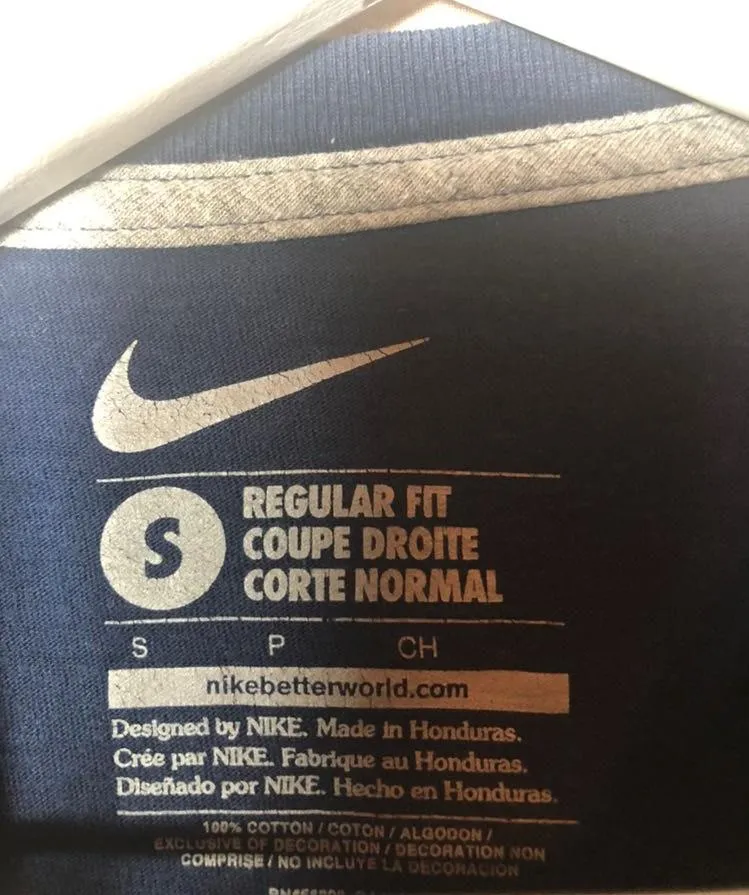 S
REGULAR FIT
COUPE DROITE
CORTE NORMAL
S P CH
nikebetterworld.com
Designed by NIKE. Made in Honduras.
Crée par NIKE. Fabrique au Honduras.
Diseñado por NIKE. Hecho en Honduras.
100% COTTON / COTON / ALGODON /
EXCLUSIVE OF DECORATION / DECORATION NON
COMPRISE / NO INCLUYE LA DECORACIÓN